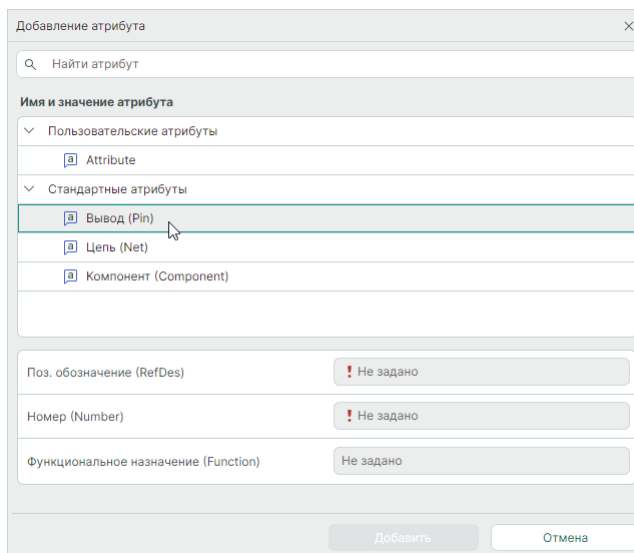 Добавление атрибута
Найти атрибут
Имя и значение атрибута
Пользовательские атрибуты
a Attribute
Стандартные атрибуты
a Вывод (Pin)
a Цепь (Net)
a Компонент (Component)
Поз. обозначение (RefDes) ! Не задано
Номер (Number) ! Не задано
Функциональное назначение (Function) Не задано
Добавить Отмена